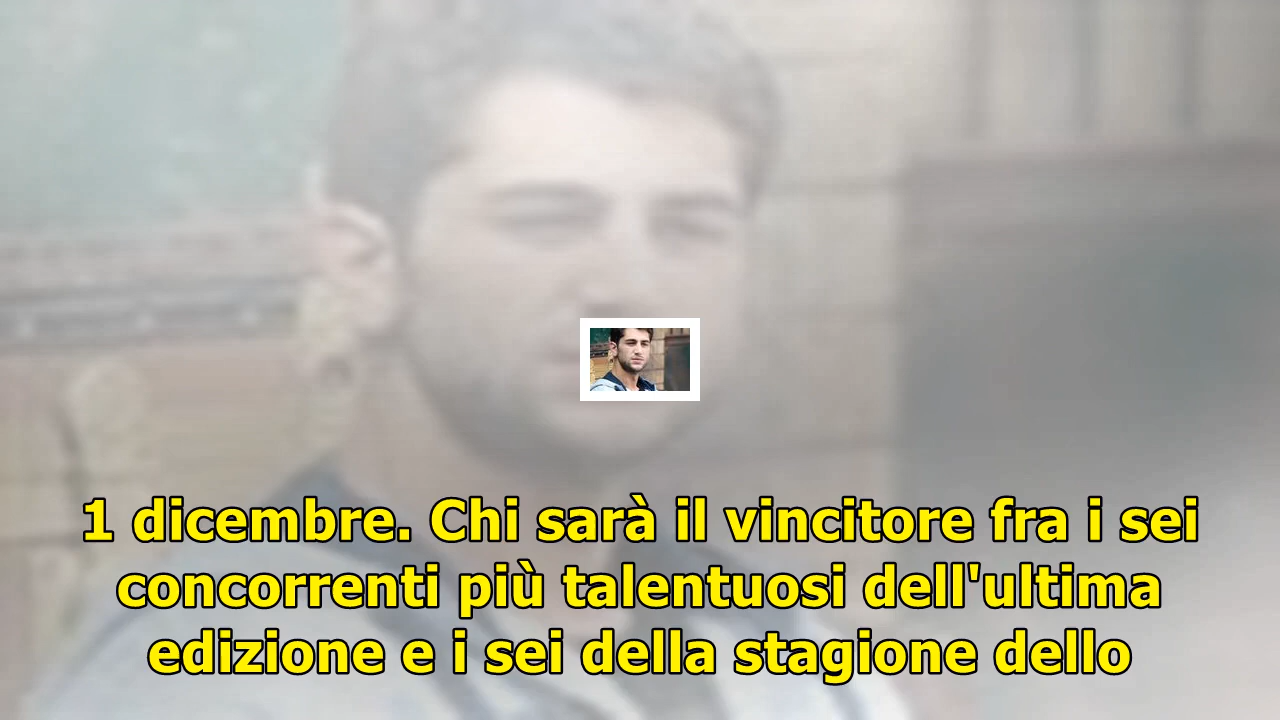 1 dicembre. Chi sarà il vincitore fra i sei
concorrenti più talentuosi dell'ultima
edizione e i sei della stagione dello